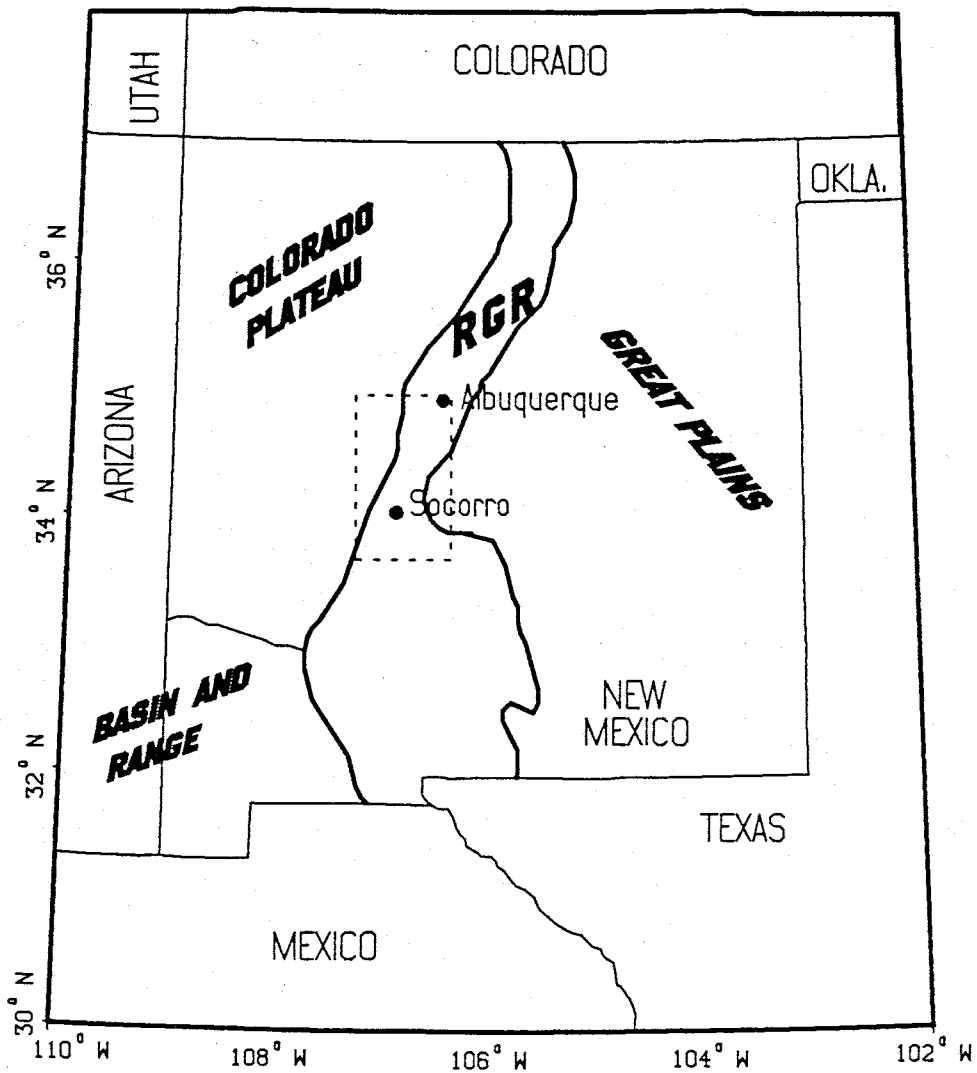 COLORADO
UTAH
OKLA.
COLORADO
PLATEAU
36° N
RGR
GREAT PLAINS
Albuquerque
ARIZONA
Socorro
34° N
BASIN AND
RANGE
NEW
MEXICO
32° N
TEXAS
MEXICO
30° N
110° W
108° W
106° W
104° W
102° W